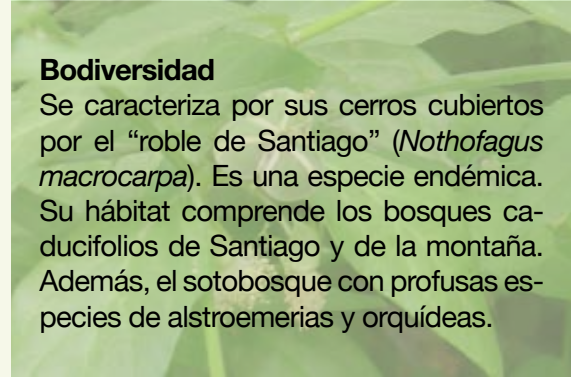 Bodiversidad
Se caracteriza por sus cerros cubiertos
por el “roble de Santiago” (Nothofagus
macrocarpa). Es una especie endémica.
Su hábitat comprende los bosques ca-
ducifolios de Santiago y de la montaña.
Además, el sotobosque con profusas es-
pecies de alstroemerias y orquídeas.